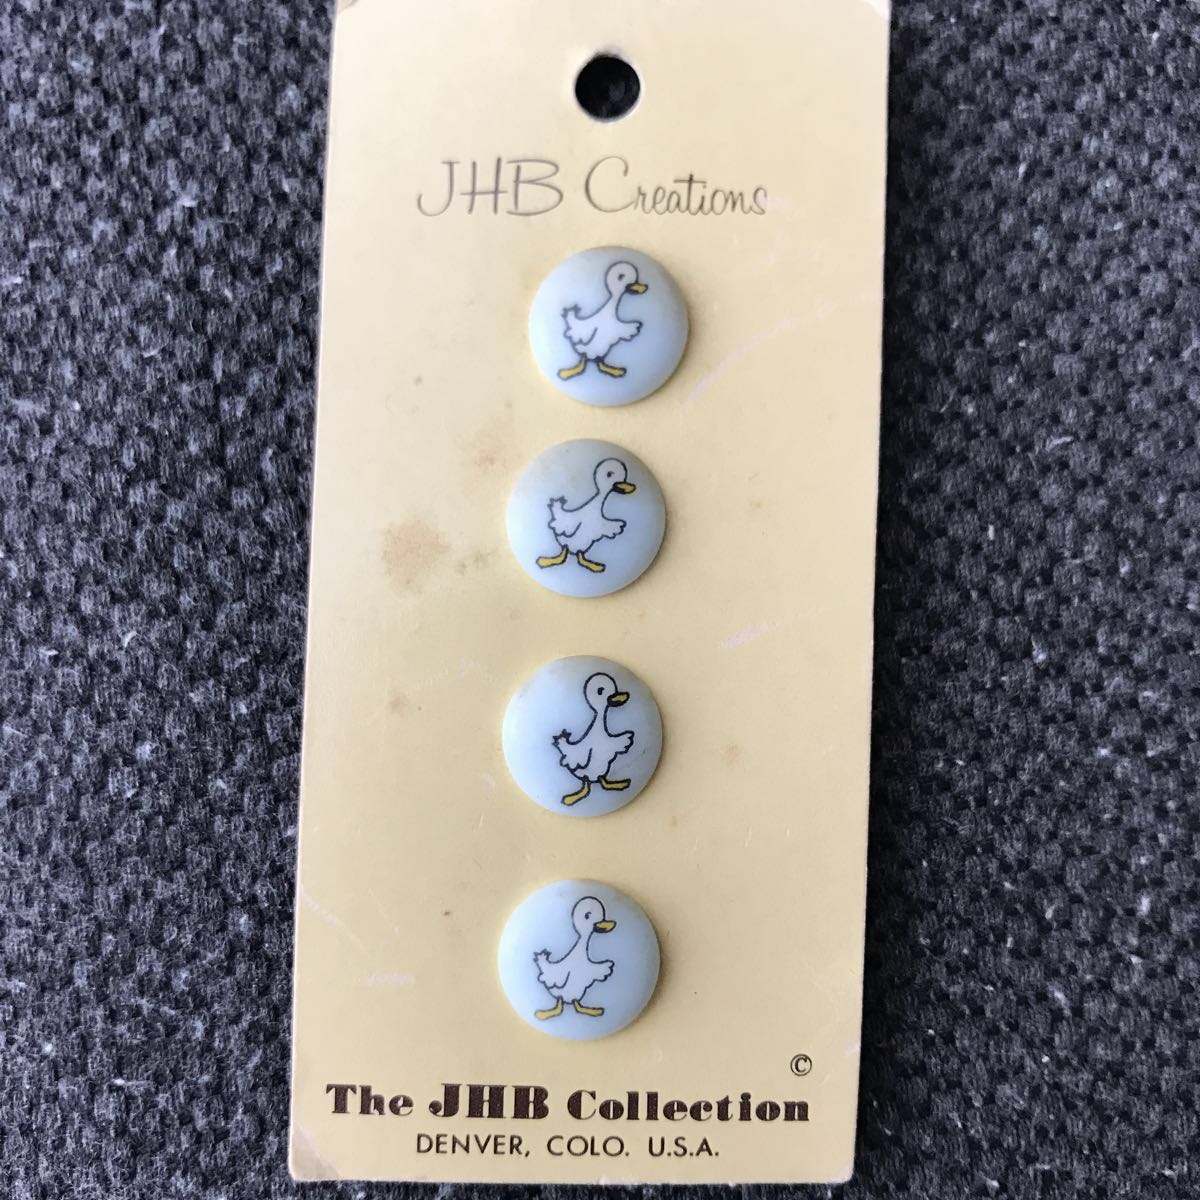 JHB Creations
©
The JHB Collection
DENVER, COLO. U.S.A.